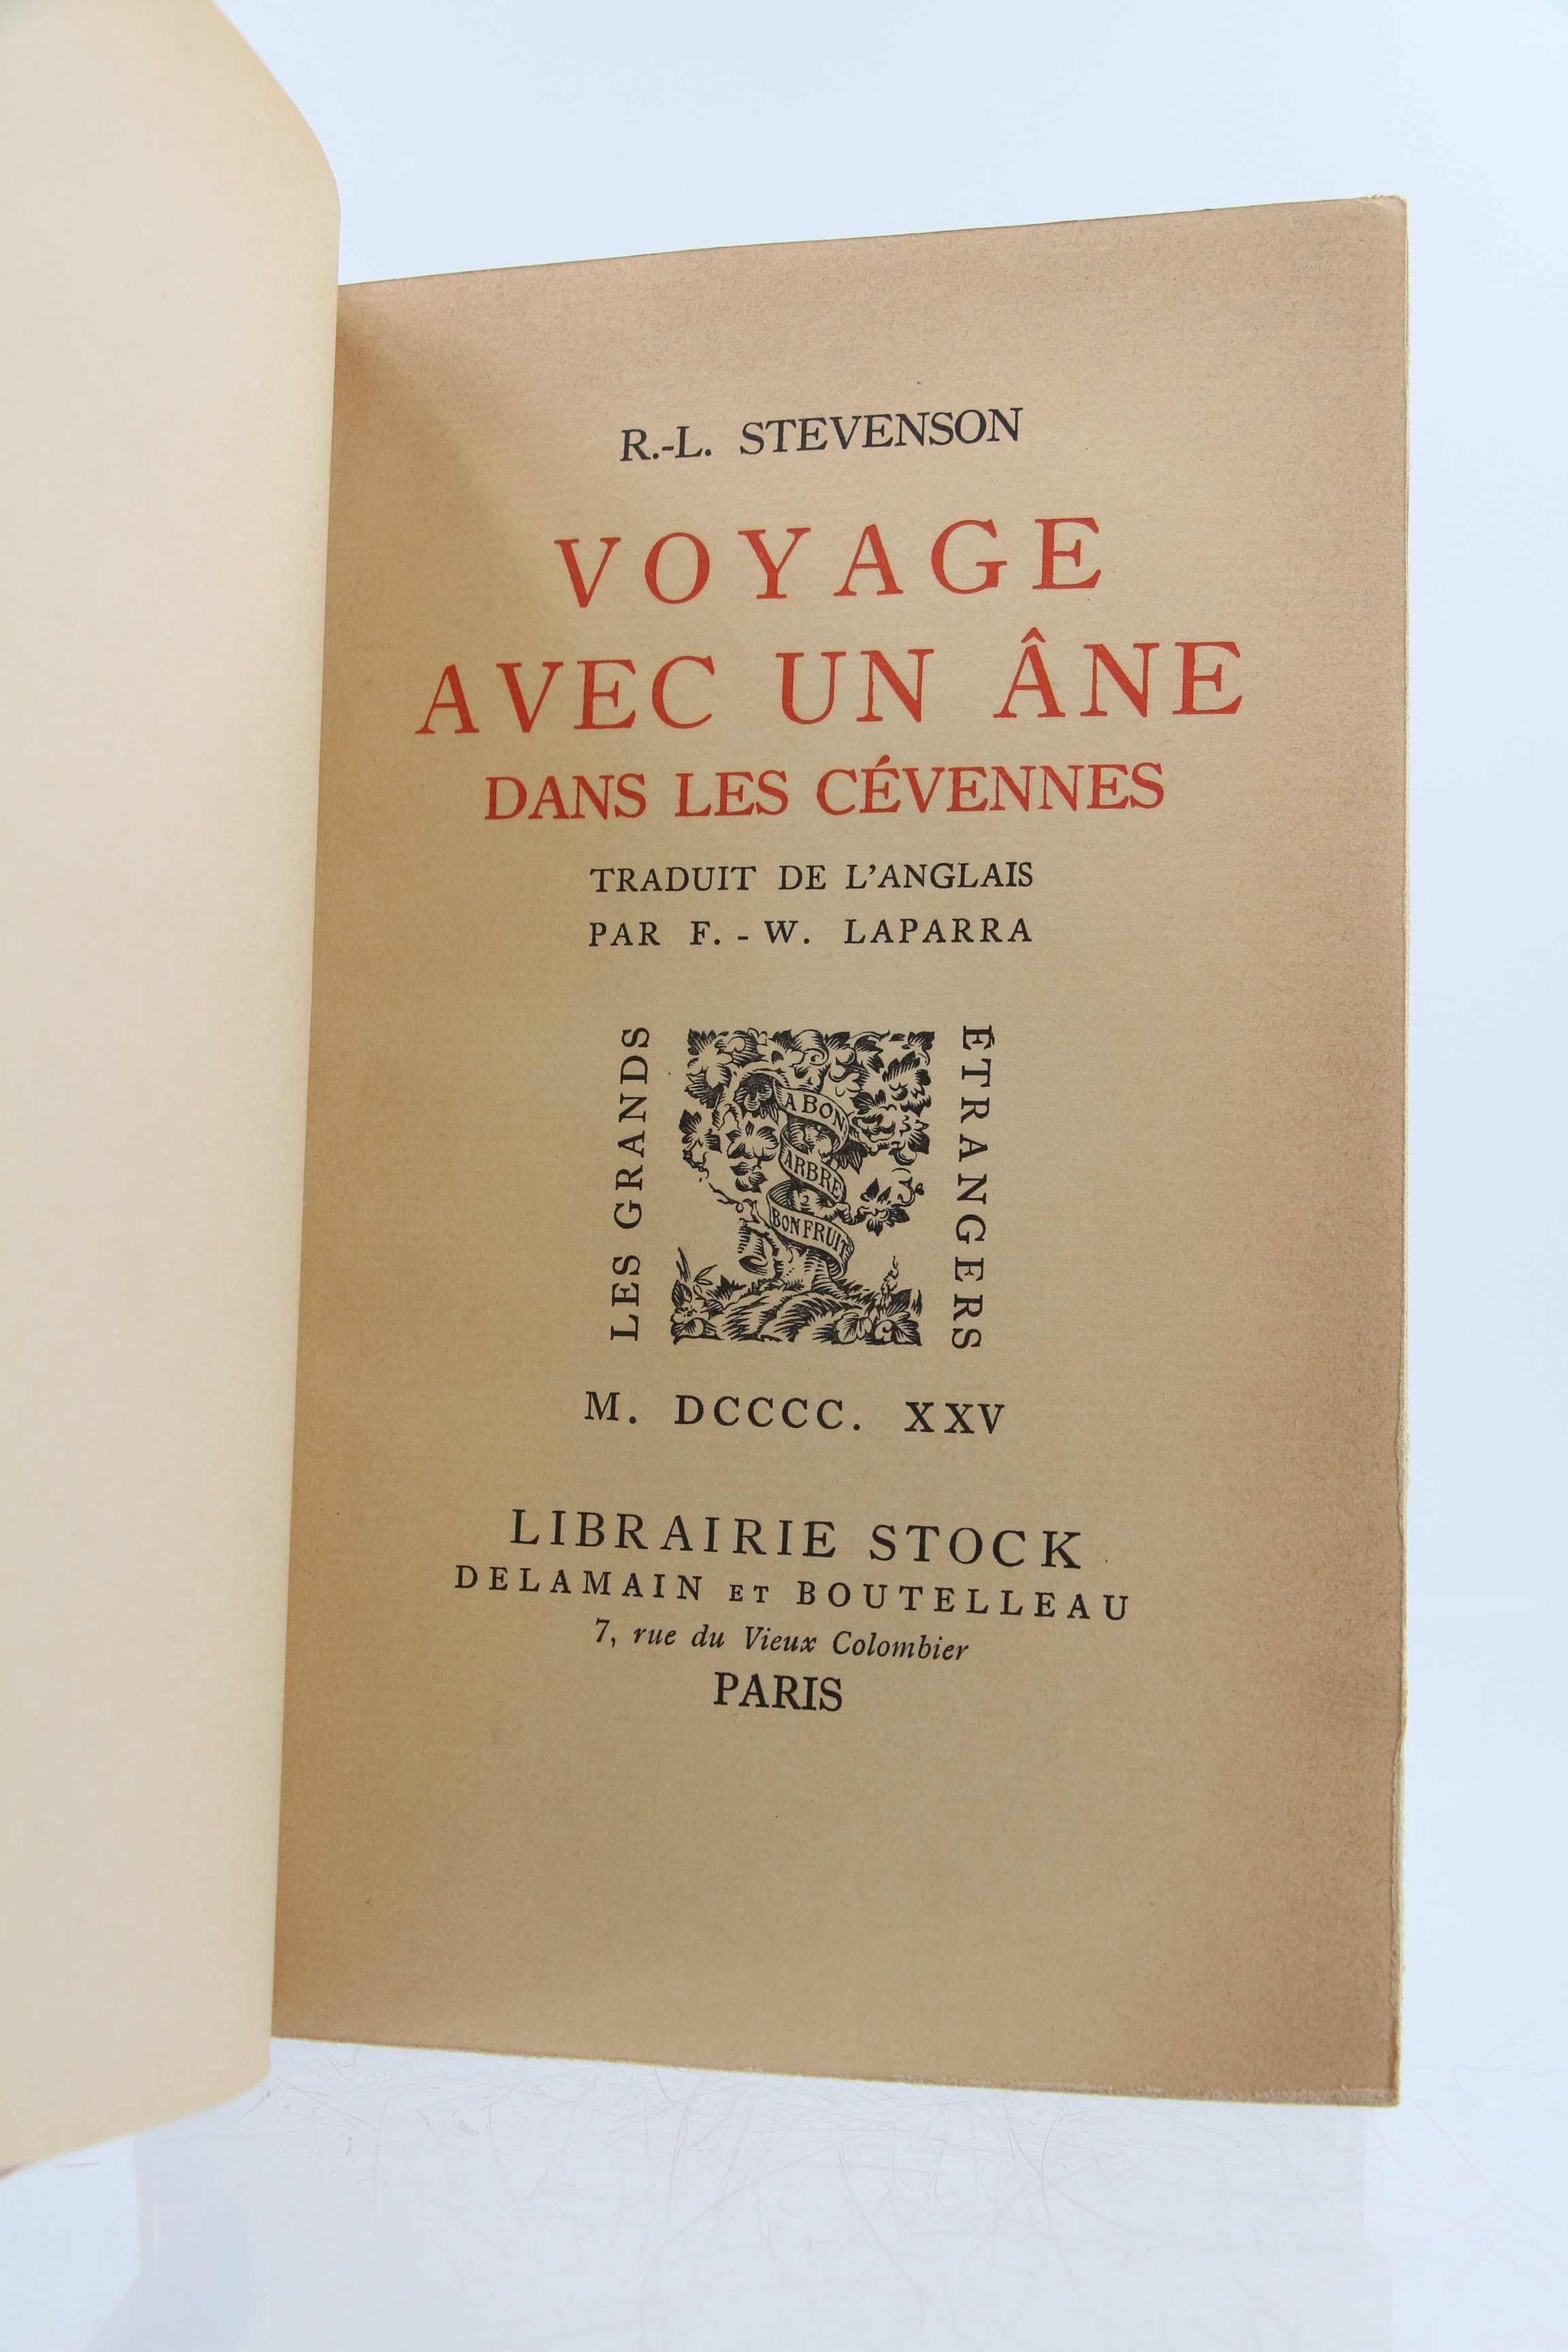 R.-L. STEVENSON
VOYAGE
AVEC UN ÂNE
DANS LES CÉVENNES
TRADUIT DE L'ANGLAIS
PAR F.-W. LAPARRA
LES GRANDS
A BON
ARBRE
BON FRUIT
ÉTRANGERS
M. DCCCC. XXV
LIBRAIRIE STOCK
DELAMAIN ET BOUTELLEAU
7, rue du Vieux Colombier
PARIS